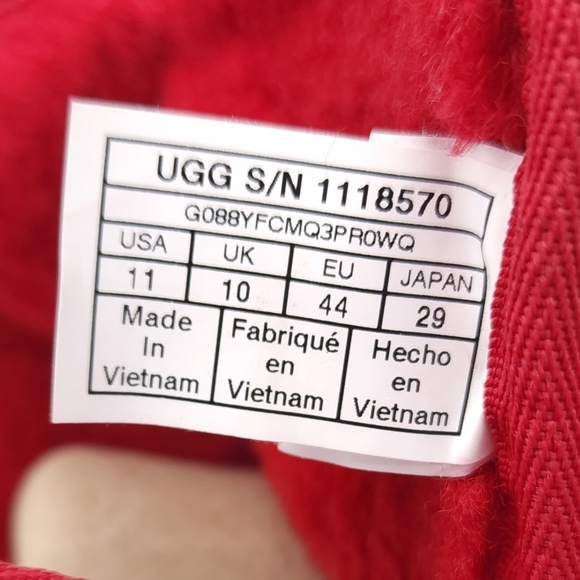 UGG S/N 1118570
G088YFCMQ3PR0WQ
USA UK EU JAPAN
11 10 44 29
Made In Vietnam
Fabriqué en Vietnam
Hecho en Vietnam